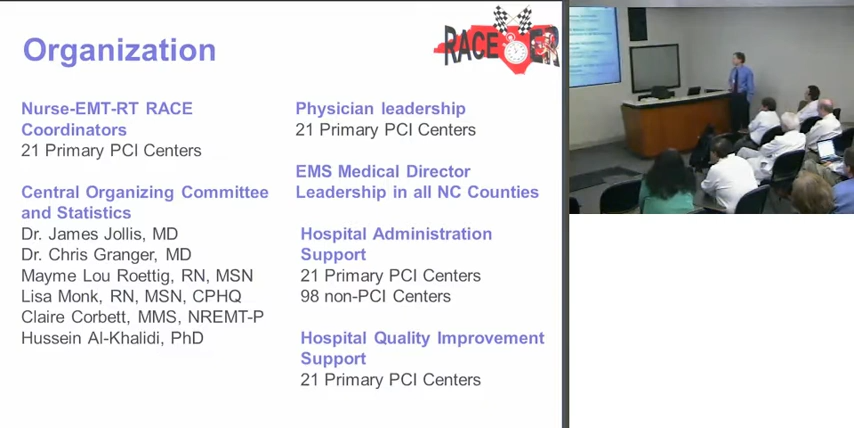 Organization
RACE ER
Nurse-EMT-RT RACE
Coordinators
21 Primary PCI Centers
Central Organizing Committee
and Statistics
Dr. James Jollis, MD
Dr. Chris Granger, MD
Mayme Lou Roettig, RN, MSN
Lisa Monk, RN, MSN, CPHQ
Claire Corbett, MMS, NREMT-P
Hussein Al-Khalidi, PhD
Physician leadership
21 Primary PCI Centers
EMS Medical Director
Leadership in all NC Counties
Hospital Administration
Support
21 Primary PCI Centers
98 non-PCI Centers
Hospital Quality Improvement
Support
21 Primary PCI Centers